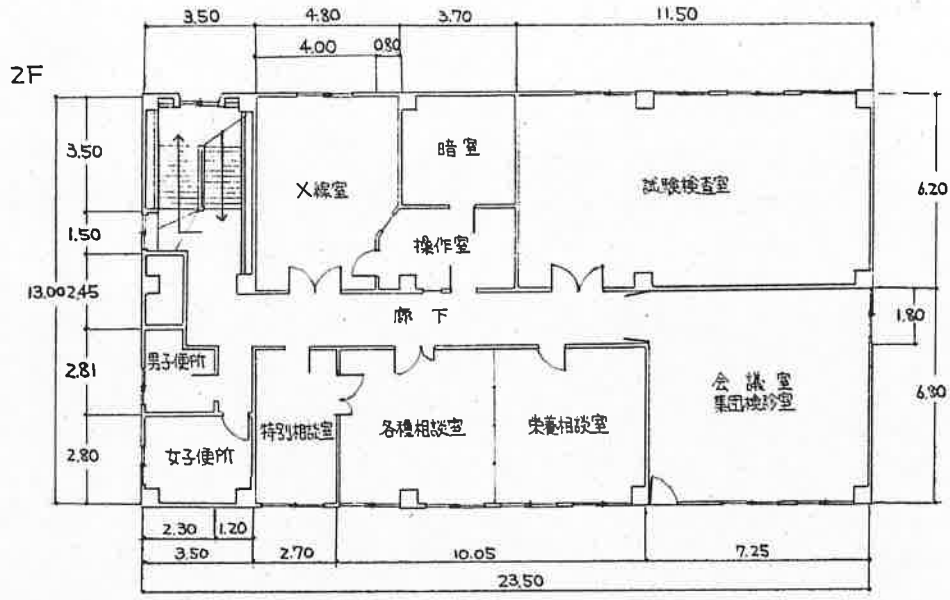 3.50
4.80
3.70
11.50
4.00
0.80
2F
3.50
暗室
X線室
試験検査室
6.20
1.50
操作室
13.00
2.45
廊下
1.80
男子便所
2.81
会議室
集団検診室
6.80
特別相談室
各種相談室
栄養相談室
女子便所
2.80
2.30
1.20
3.50
2.70
10.05
7.25
23.50